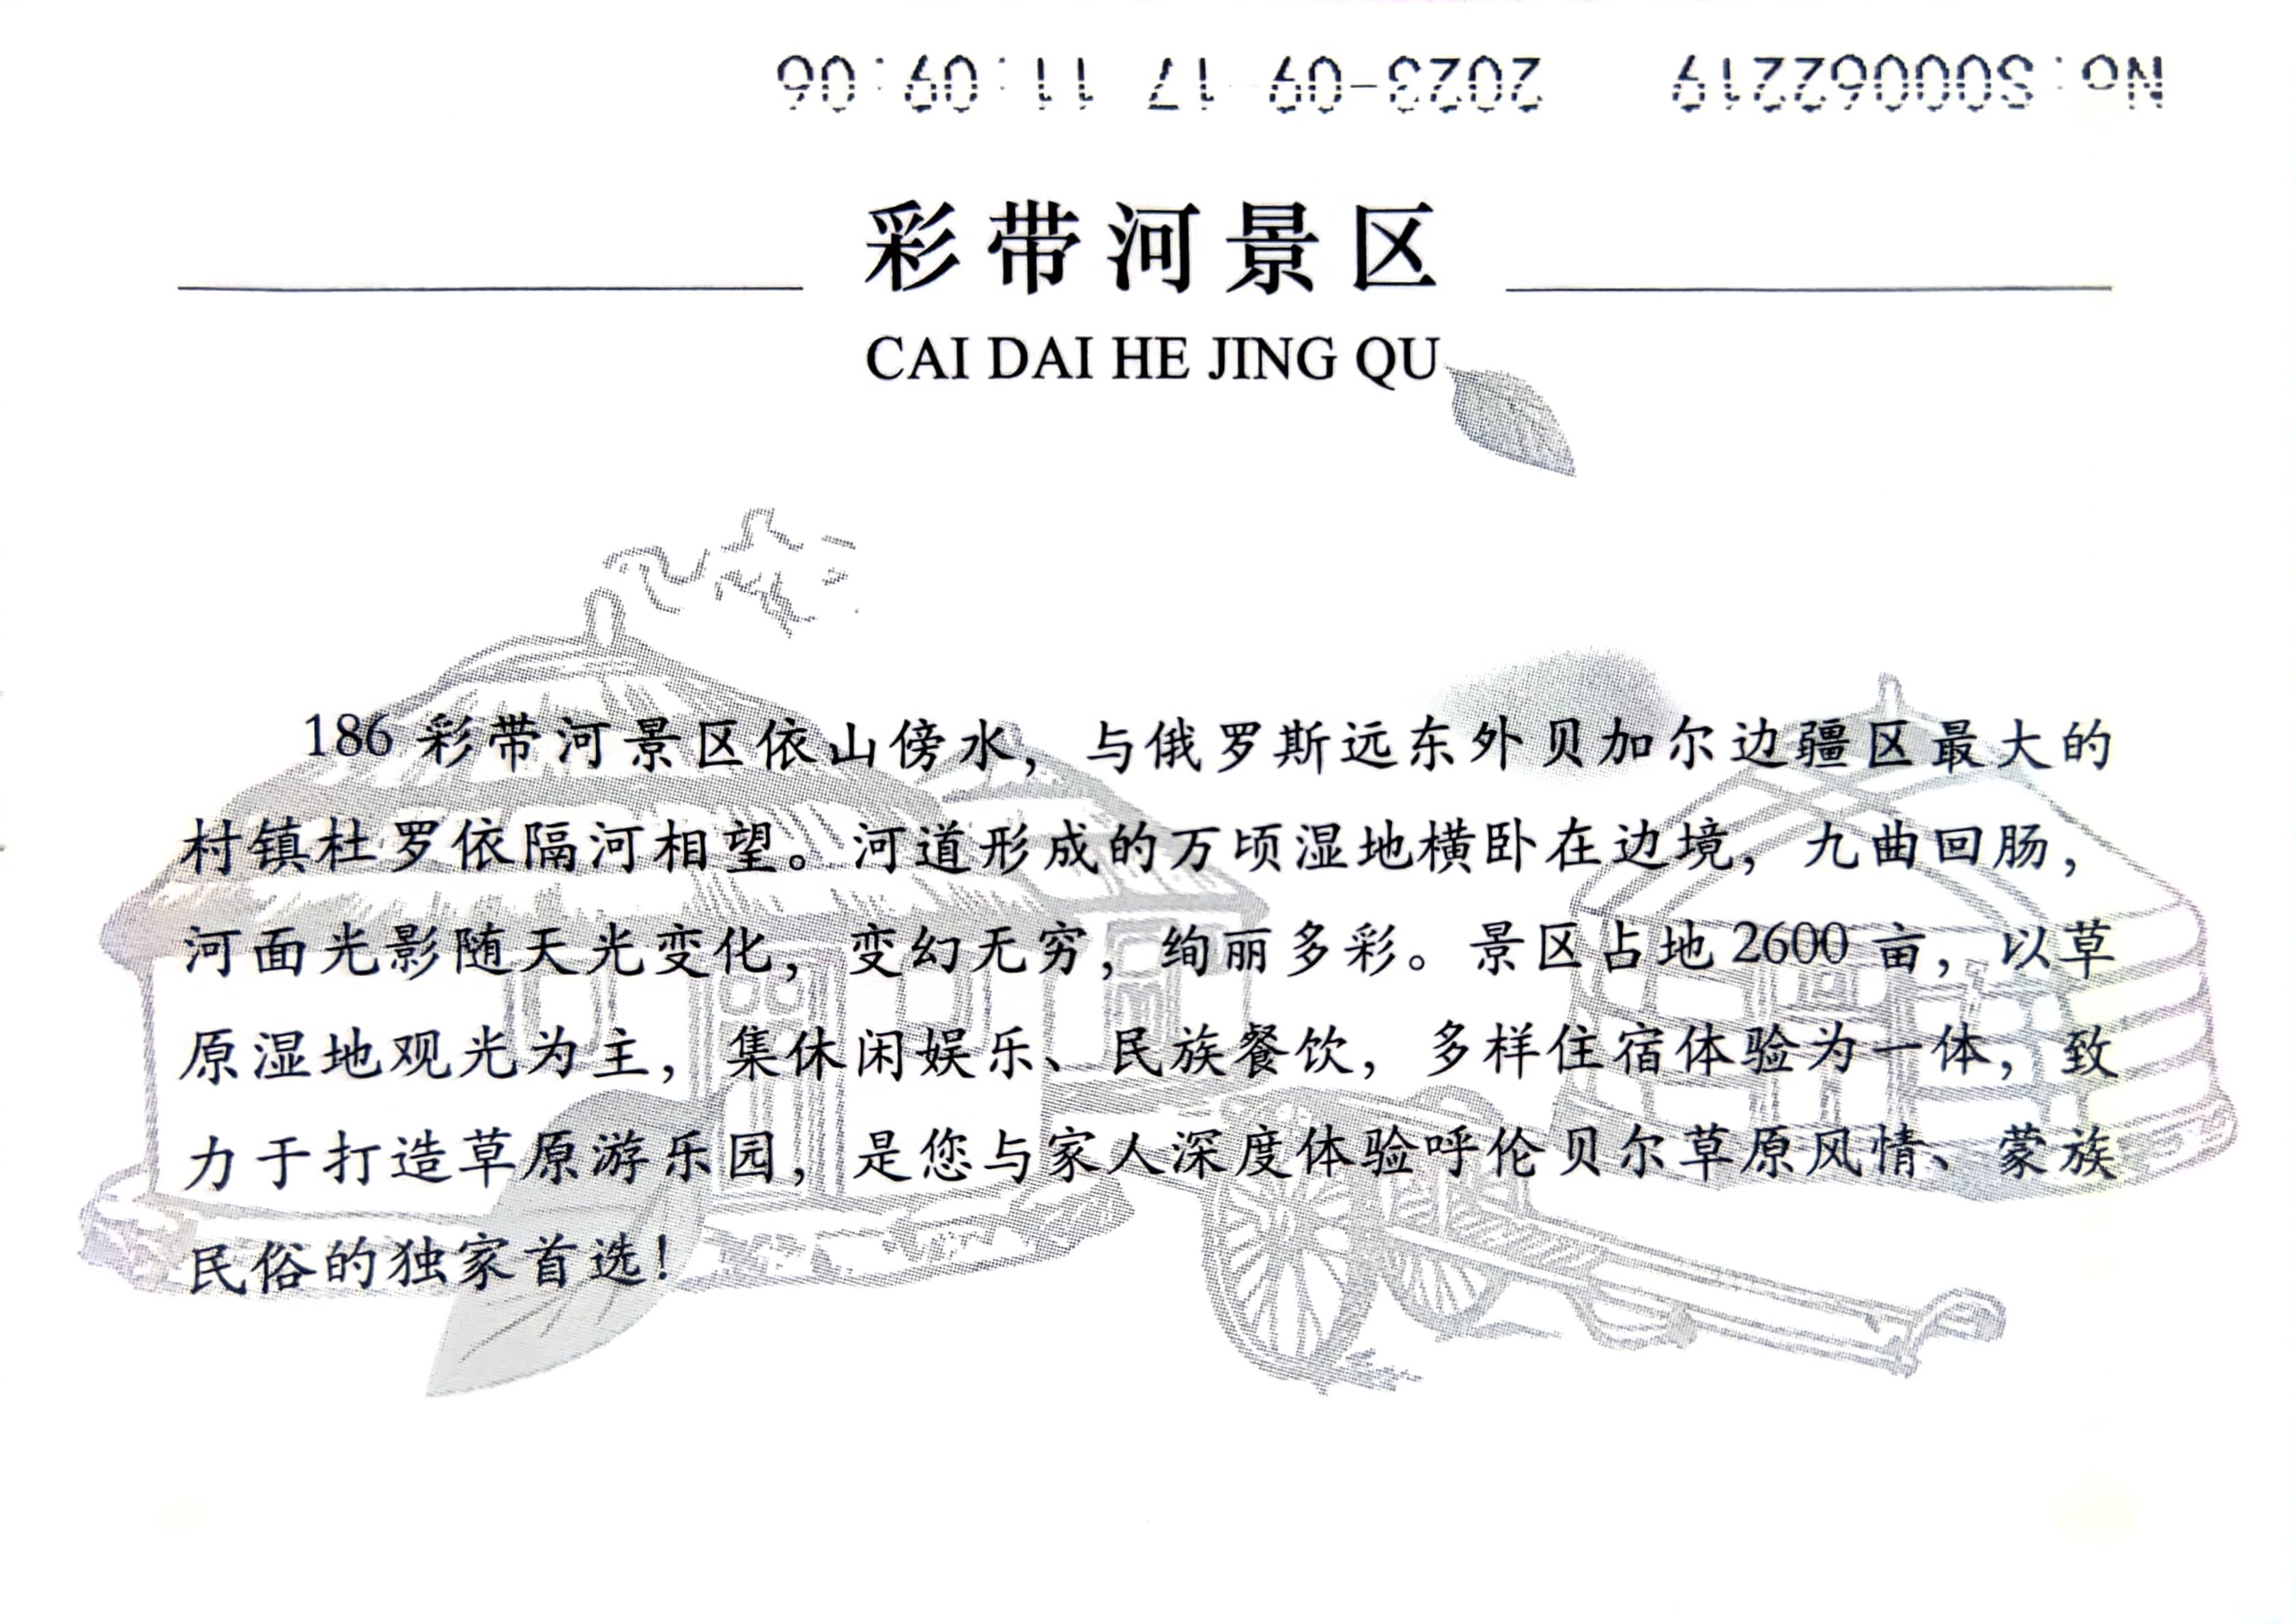 No:S000622219 2023-09-17 11:09:06
彩带河景区
CAI DAI HE JING QU
186 彩带河景区依山傍水，与俄罗斯远东外贝加尔边疆区最大的
村镇杜罗依隔河相望。河道形成的万顷湿地横卧在边境，九曲回肠，
河面光影随天光变化，变幻无穷，绚丽多彩。景区占地 2600 亩，以草
原湿地观光为主，集休闲娱乐、民族餐饮，多样住宿体验为一体，致
力于打造草原游乐园，是您与家人深度体验呼伦贝尔草原风情、蒙族
民俗的独家首选！